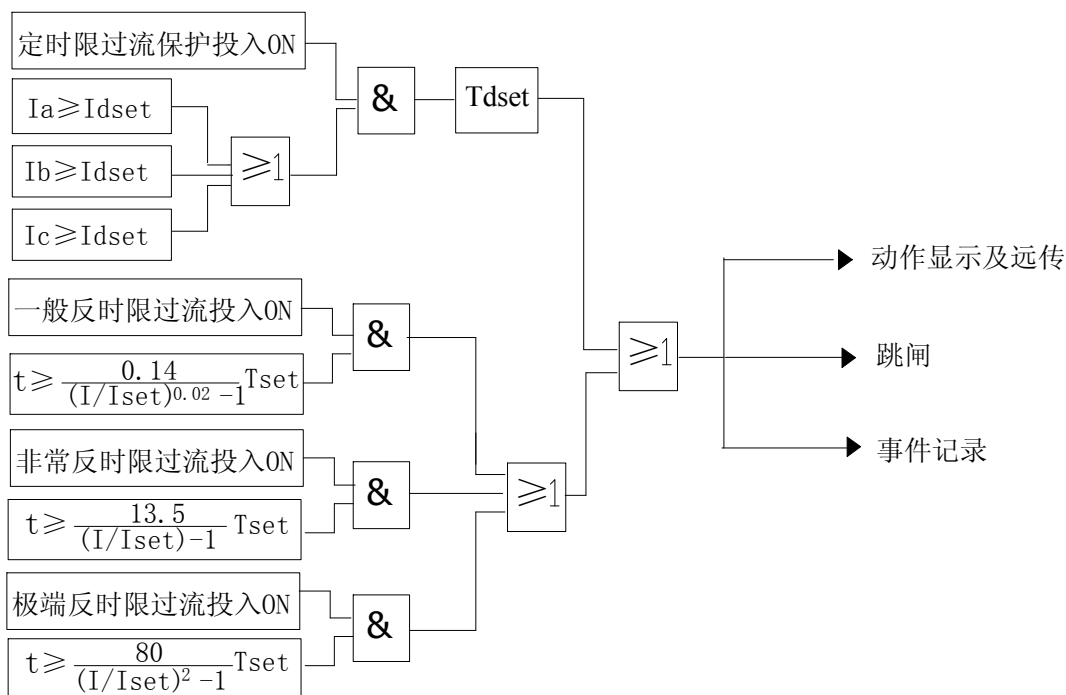 定时限过流保护投入ON
Ia≥Idset
Ib≥Idset
Ic≥Idset
≥1
&
Tdset
一般反时限过流投入ON
t≥ 0.14/((I/Iset)^0.02 -1) Tset
&
非常反时限过流投入ON
t≥ 13.5/((I/Iset)-1) Tset
&
极端反时限过流投入ON
t≥ 80/((I/Iset)^2 -1) Tset
&
≥1
≥1
动作显示及远传
跳闸
事件记录